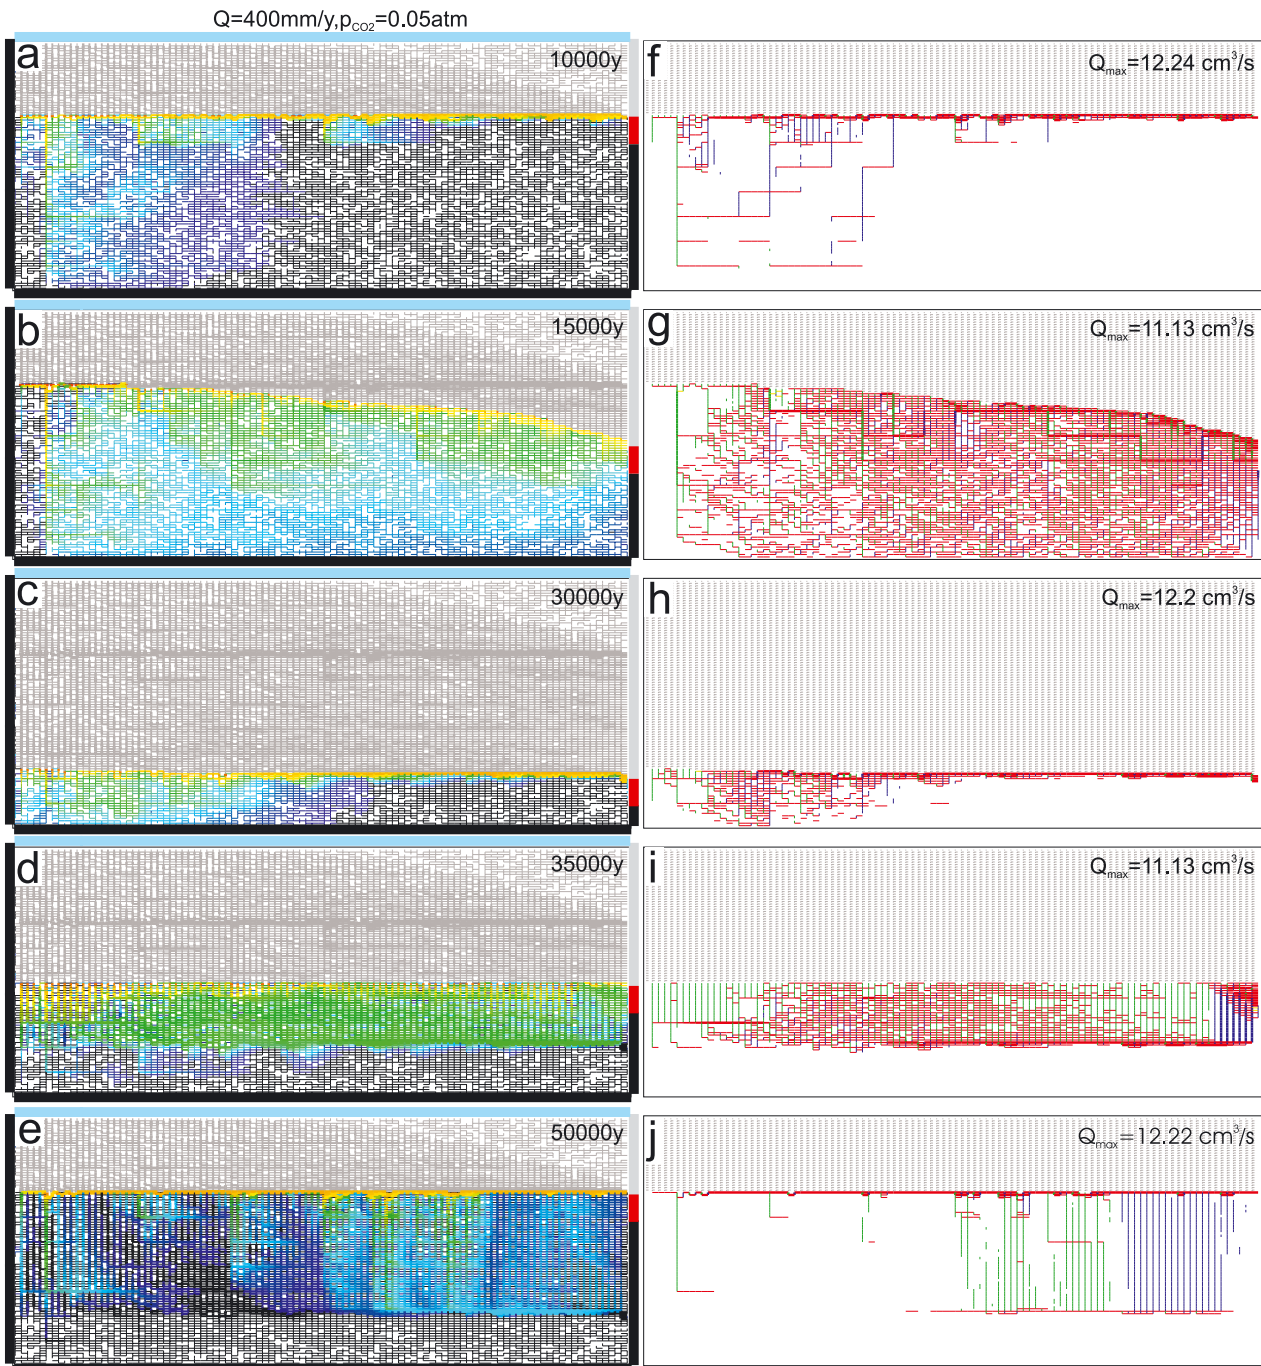 Q=400mm/y,pCO2=0.05atm
a 10000y
f Qmax=12.24 cm³/s
b 15000y
g Qmax=11.13 cm³/s
c 30000y
h Qmax=12.2 cm³/s
d 35000y
i Qmax=11.13 cm³/s
e 50000y
j Qmax=12.22 cm³/s